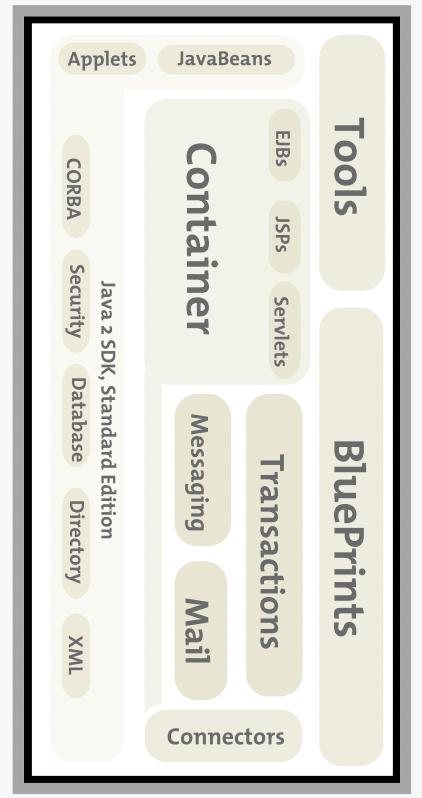 Tools
BluePrints
EJBs
JSPs
Servlets
Container
Transactions
Messaging
Mail
Connectors
Applets
JavaBeans
Java 2 SDK, Standard Edition
CORBA
Security
Database
Directory
XML